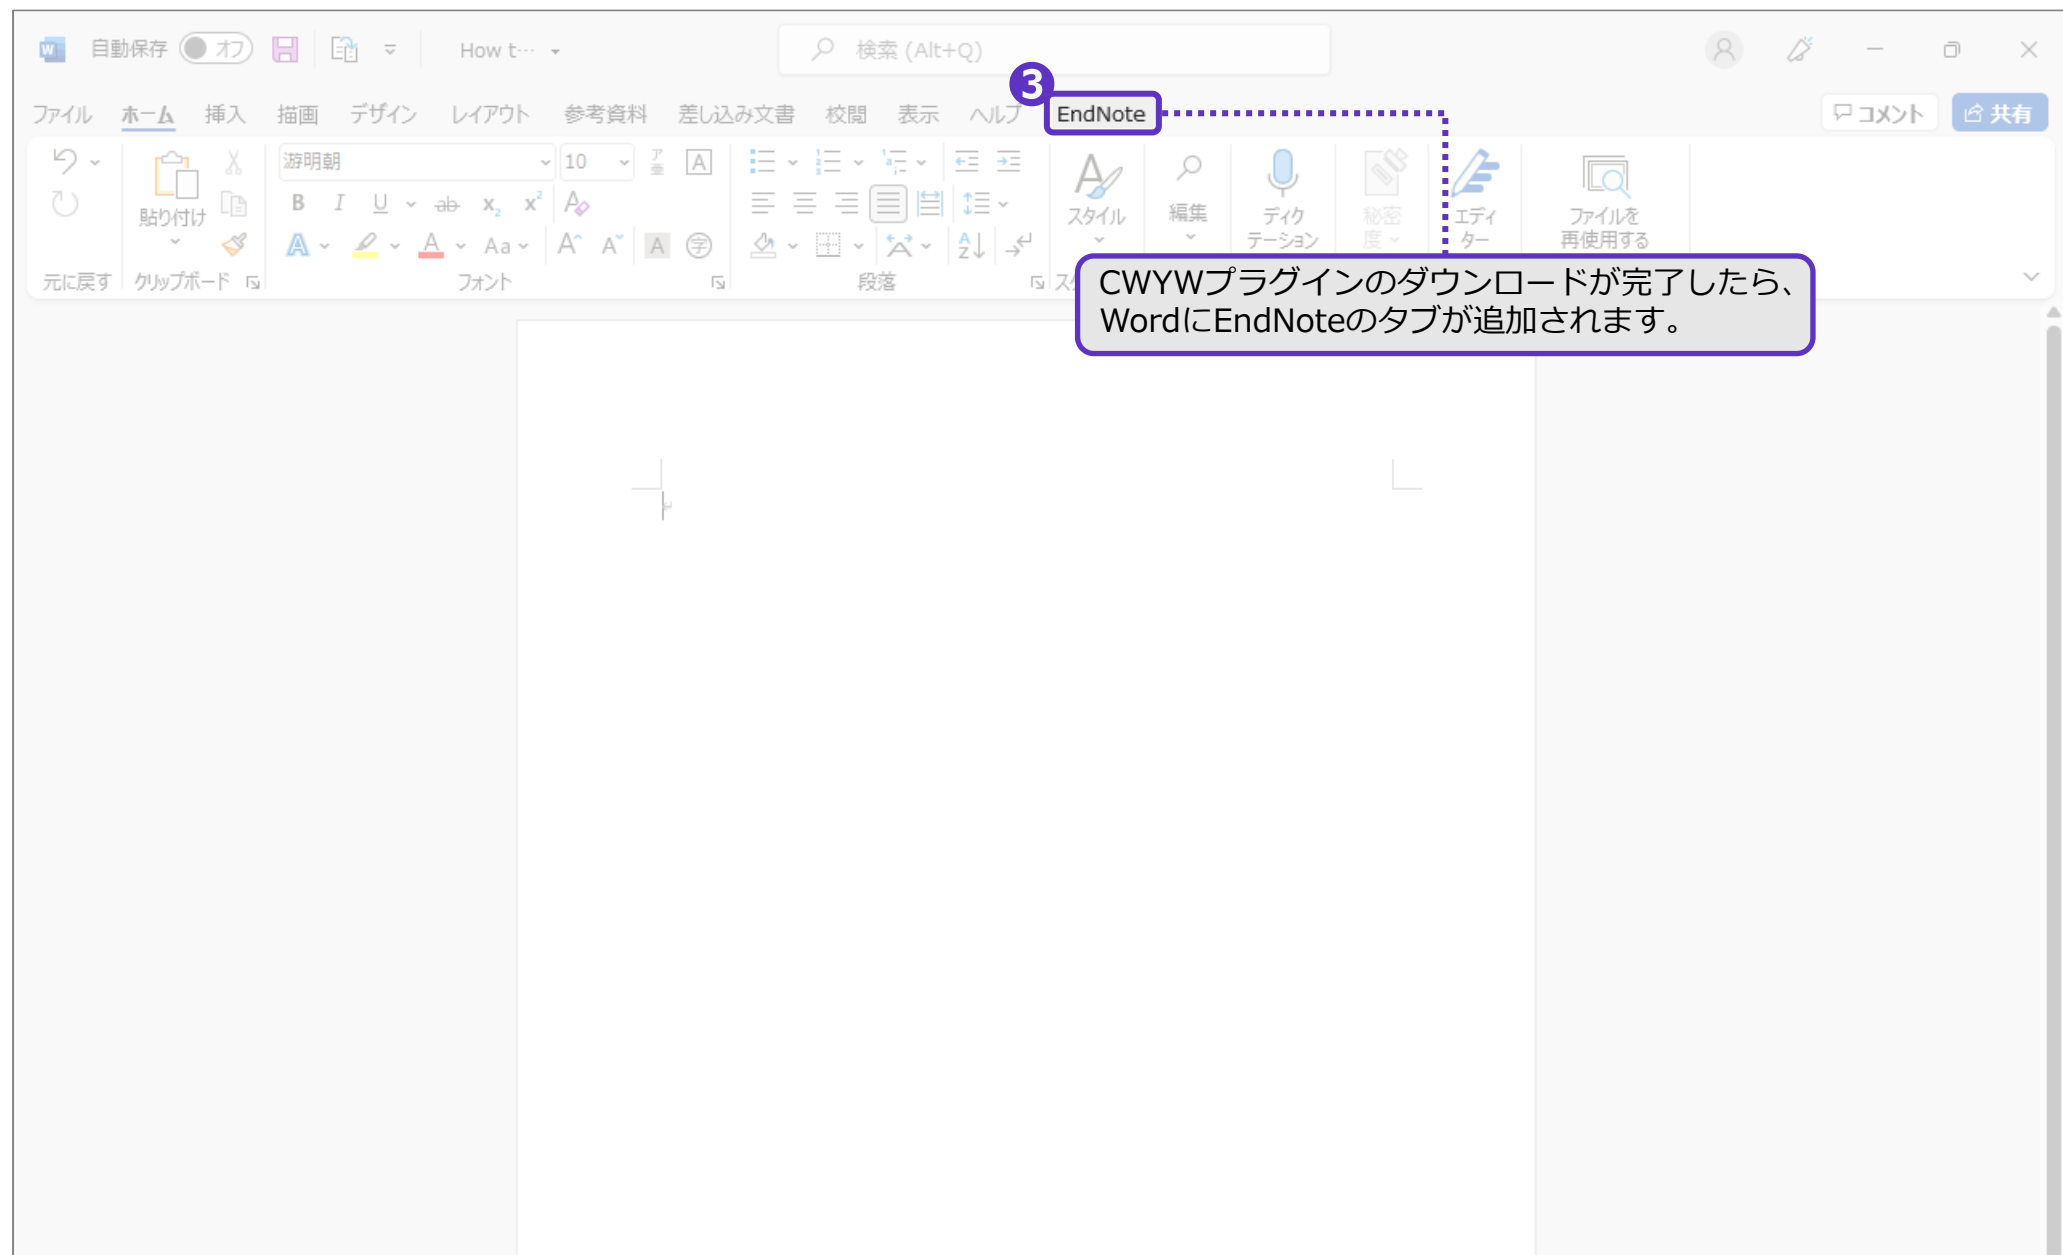 自動保存 オフ How t… 検索 (Alt+Q)
3
ファイル ホーム 挿入 描画 デザイン レイアウト 参考資料 差し込み文書 校閲 表示 ヘルプ EndNote コメント 共有
游明朝 10
貼り付け
スタイル 編集 ディク
テーション 秘密
度 エディ
ター ファイルを
再使用する
元に戻す クリップボード フォント 段落
CWYWプラグインのダウンロードが完了したら、
WordにEndNoteのタブが追加されます。